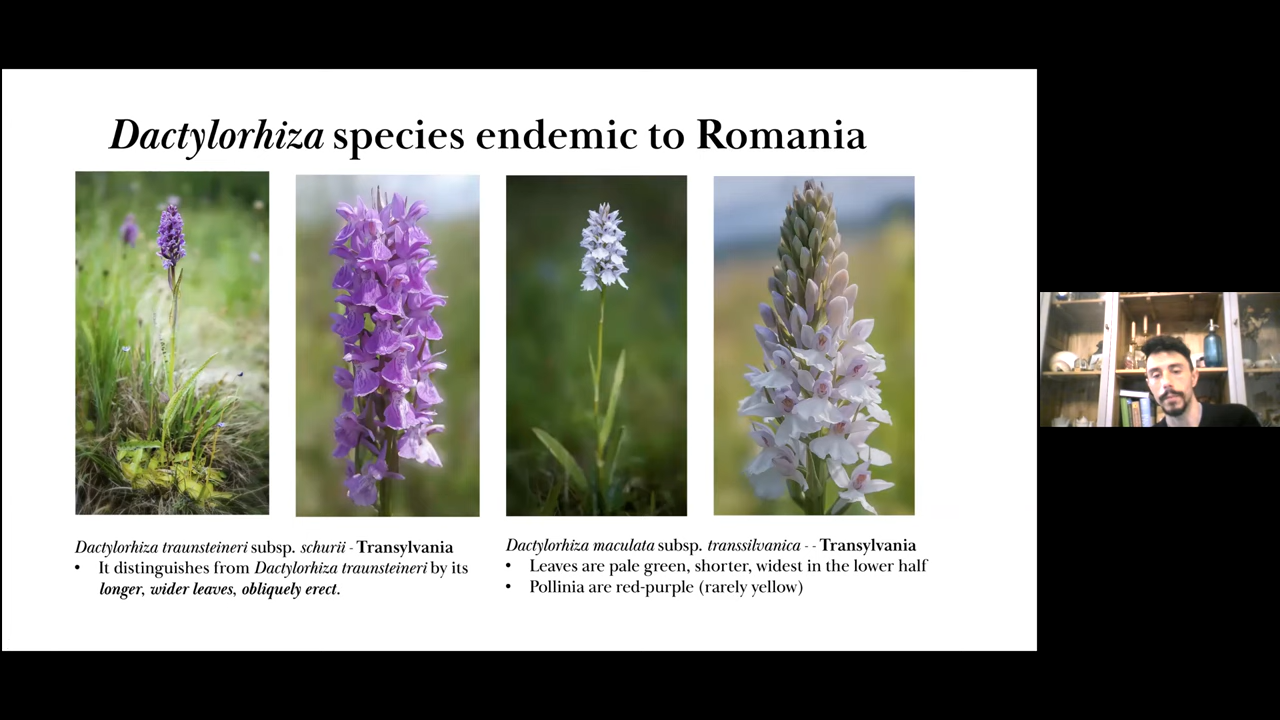 Dactylorhiza species endemic to Romania
Dactylorhiza traunsteineri subsp. schurii - Transylvania
• It distinguishes from Dactylorhiza traunsteineri by its
longer, wider leaves, obliquely erect.
Dactylorhiza maculata subsp. transsilvanica - - Transylvania
• Leaves are pale green, shorter, widest in the lower half
• Pollinia are red-purple (rarely yellow)